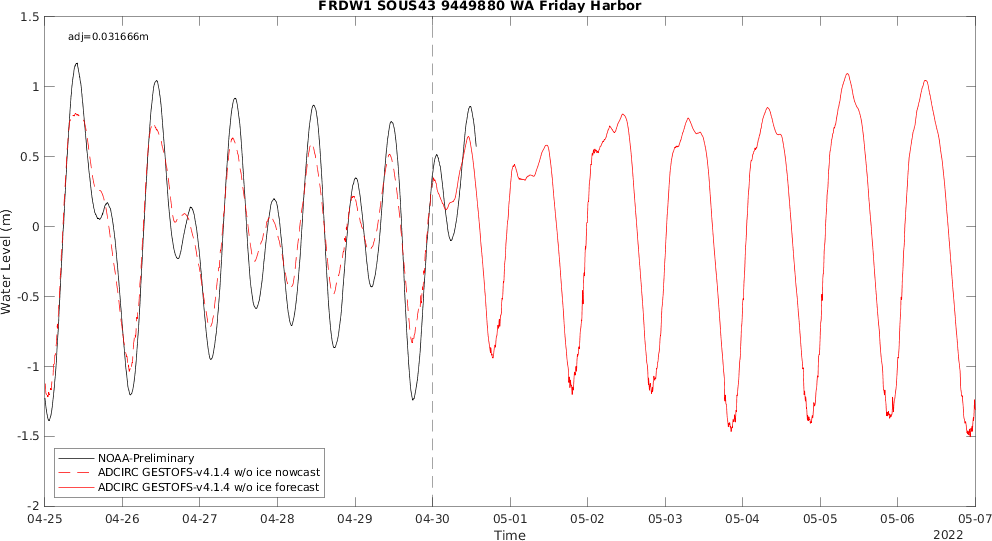 FRDW1 SOUS43 9449880 WA Friday Harbor
adj=0.031666m
1.5
1
0.5
0
-0.5
-1
-1.5
-2
Water Level (m)
NOAA-Preliminary
ADCIRC GESTOFS-v4.1.4 w/o ice nowcast
ADCIRC GESTOFS-v4.1.4 w/o ice forecast
04-25 04-26 04-27 04-28 04-29 04-30 05-01 05-02 05-03 05-04 05-05 05-06 05-07
Time
2022